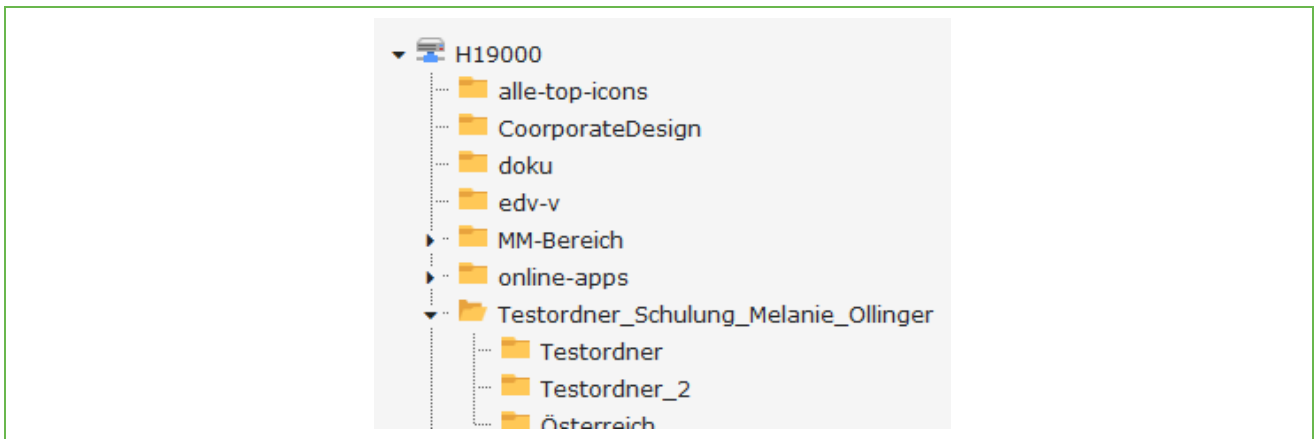 H19000
alle-top-icons
CoorporateDesign
doku
edv-v
MM-Bereich
online-apps
Testordner_Schulung_Melanie_Ollinger
Testordner
Testordner_2
Österreich